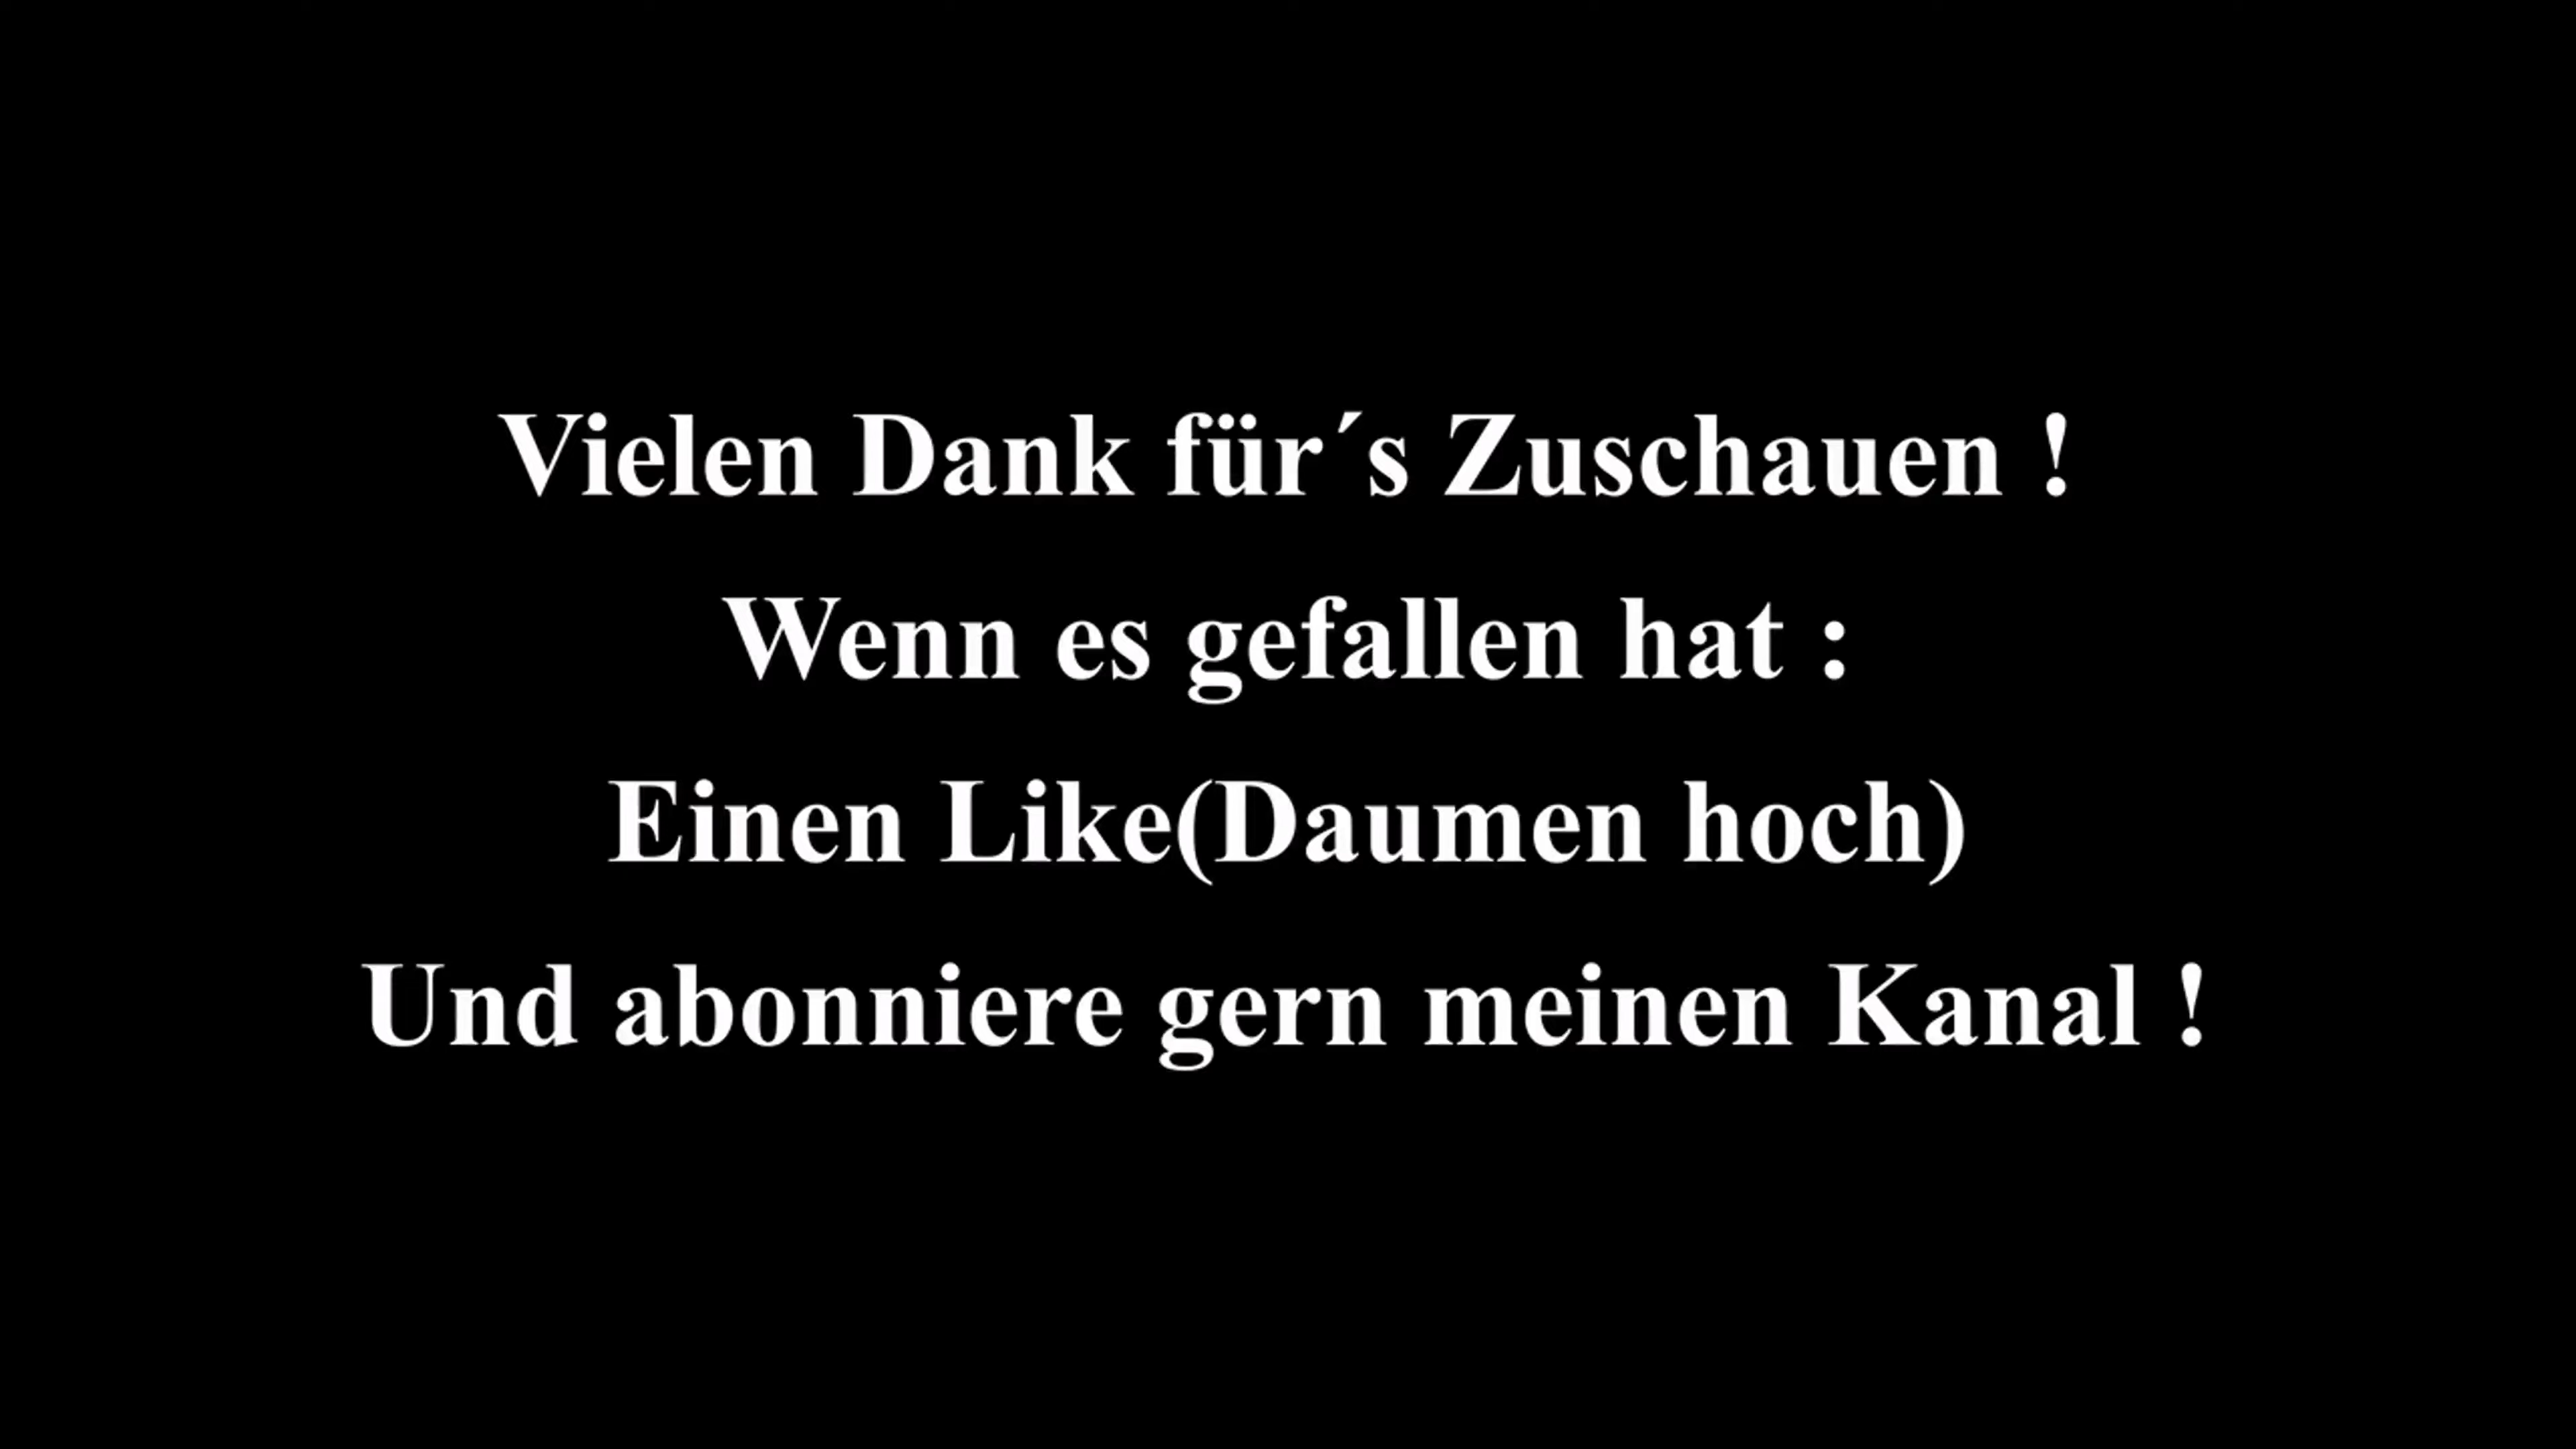 Vielen Dank für´s Zuschauen !
Wenn es gefallen hat :
Einen Like(Daumen hoch)
Und abonniere gern meinen Kanal !